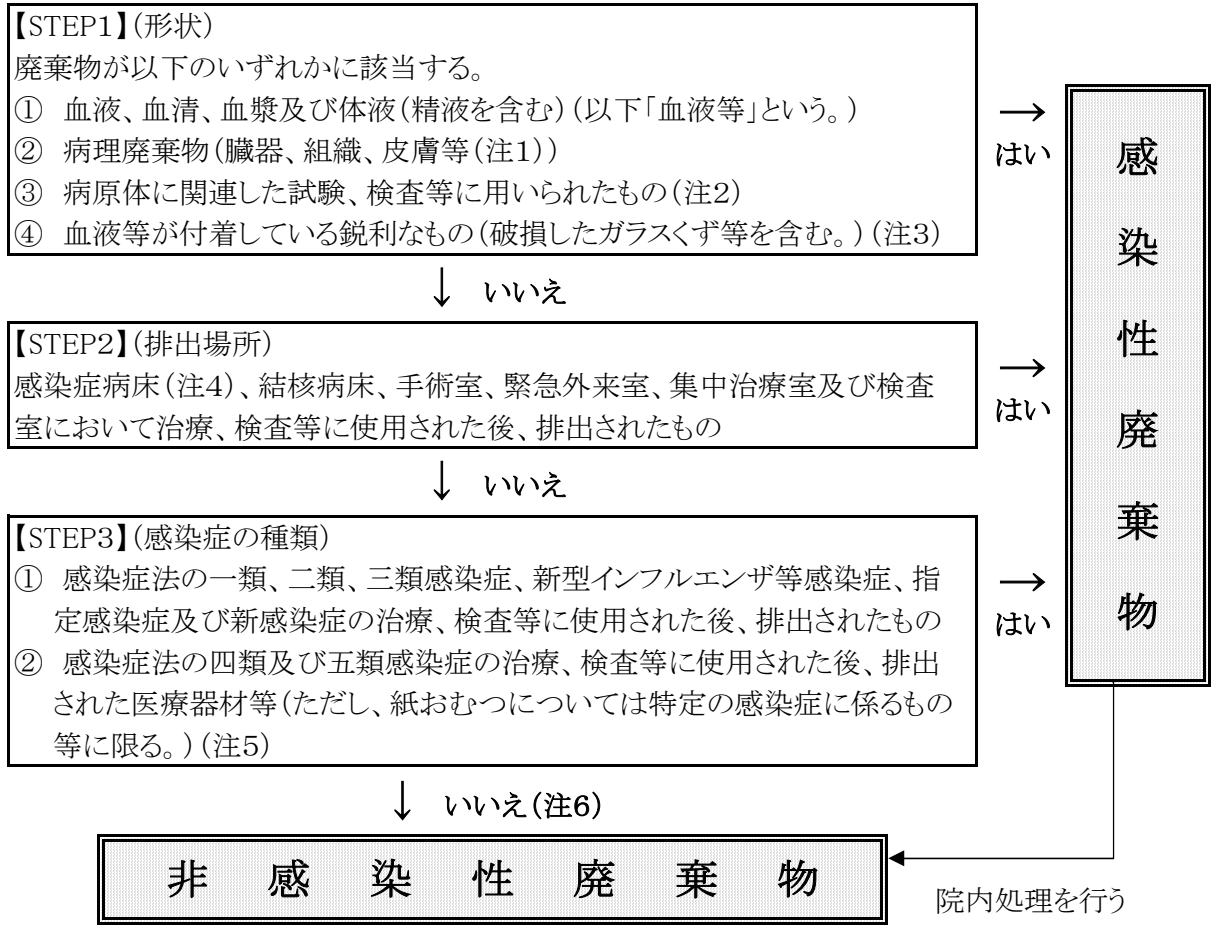 【STEP1】(形状)
廃棄物が以下のいずれかに該当する。
① 血液、血清、血漿及び体液(精液を含む)(以下「血液等」という。)
② 病理廃棄物(臓器、組織、皮膚等(注1))
③ 病原体に関連した試験、検査等に用いられたもの(注2)
④ 血液等が付着している鋭利なもの(破損したガラスくず等を含む。)(注3)
→
はい
↓ いいえ
【STEP2】(排出場所)
感染症病床(注4)、結核病床、手術室、緊急外来室、集中治療室及び検査
室において治療、検査等に使用された後、排出されたもの
→
はい
↓ いいえ
【STEP3】(感染症の種類)
① 感染症法の一類、二類、三類感染症、新型インフルエンザ等感染症、指
定感染症及び新感染症の治療、検査等に使用された後、排出されたもの
② 感染症法の四類及び五類感染症の治療、検査等に使用された後、排出
された医療器材等(ただし、紙おむつについては特定の感染症に係るもの
等に限る。)(注5)
→
はい
感染性廃棄物
↓ いいえ(注6)
非感染性廃棄物
院内処理を行う